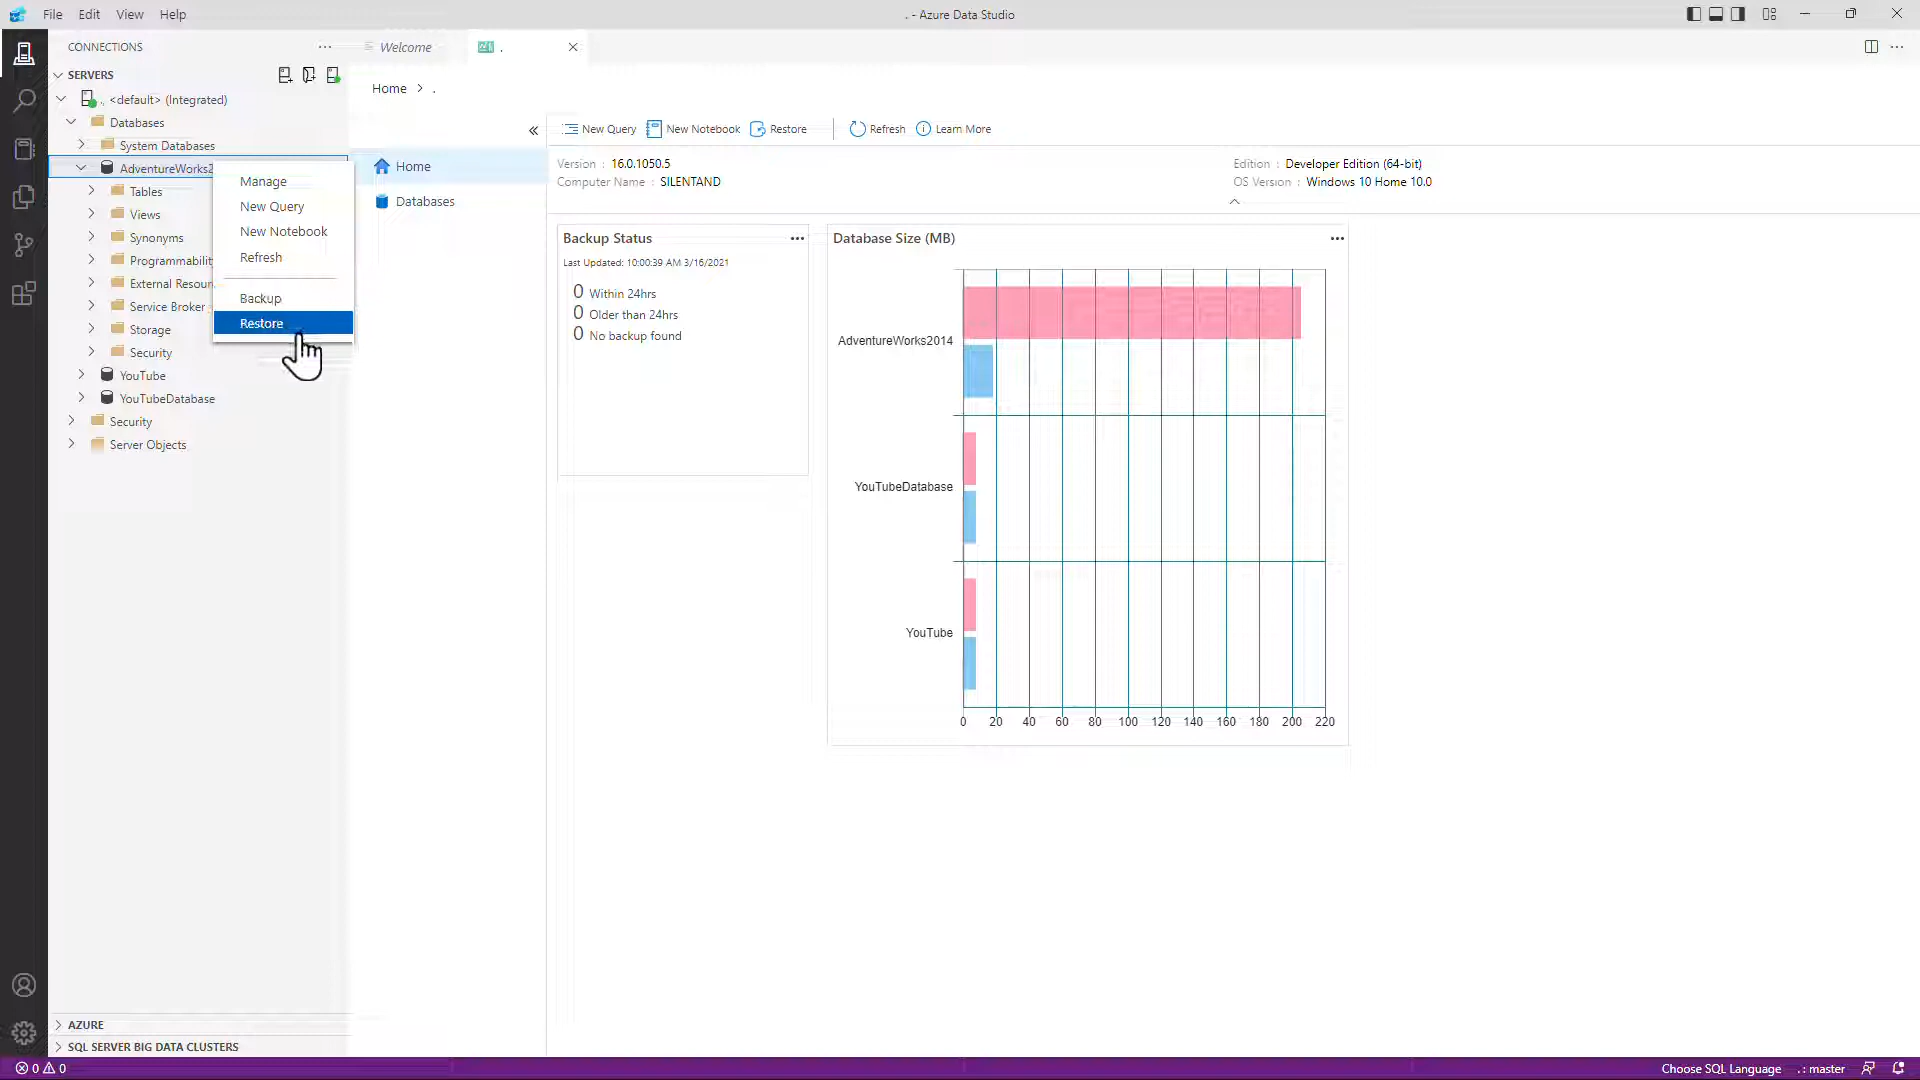 File Edit View Help
. - Azure Data Studio
CONNECTIONS
Welcome
.
SERVERS
Home > .
., <default> (Integrated)
Databases
New Query
New Notebook
Restore
Refresh
Learn More
System Databases
Home
Version : 16.0.1050.5
Edition : Developer Edition (64-bit)
AdventureWorks2
Manage
Computer Name : SILENTAND
OS Version : Windows 10 Home 10.0
Tables
Databases
New Query
Views
New Notebook
Synonyms
Backup Status
Database Size (MB)
Refresh
Programmability
Last Updated: 10:00:39 AM 3/16/2021
External Resour
0 Within 24hrs
Backup
Service Broker
0 Older than 24hrs
Restore
Storage
0 No backup found
AdventureWorks2014
Security
YouTube
YouTubeDatabase
Security
Server Objects
YouTubeDatabase
YouTube
0 20 40 60 80 100 120 140 160 180 200 220
AZURE
SQL SERVER BIG DATA CLUSTERS
0 0
Choose SQL Language
. : master